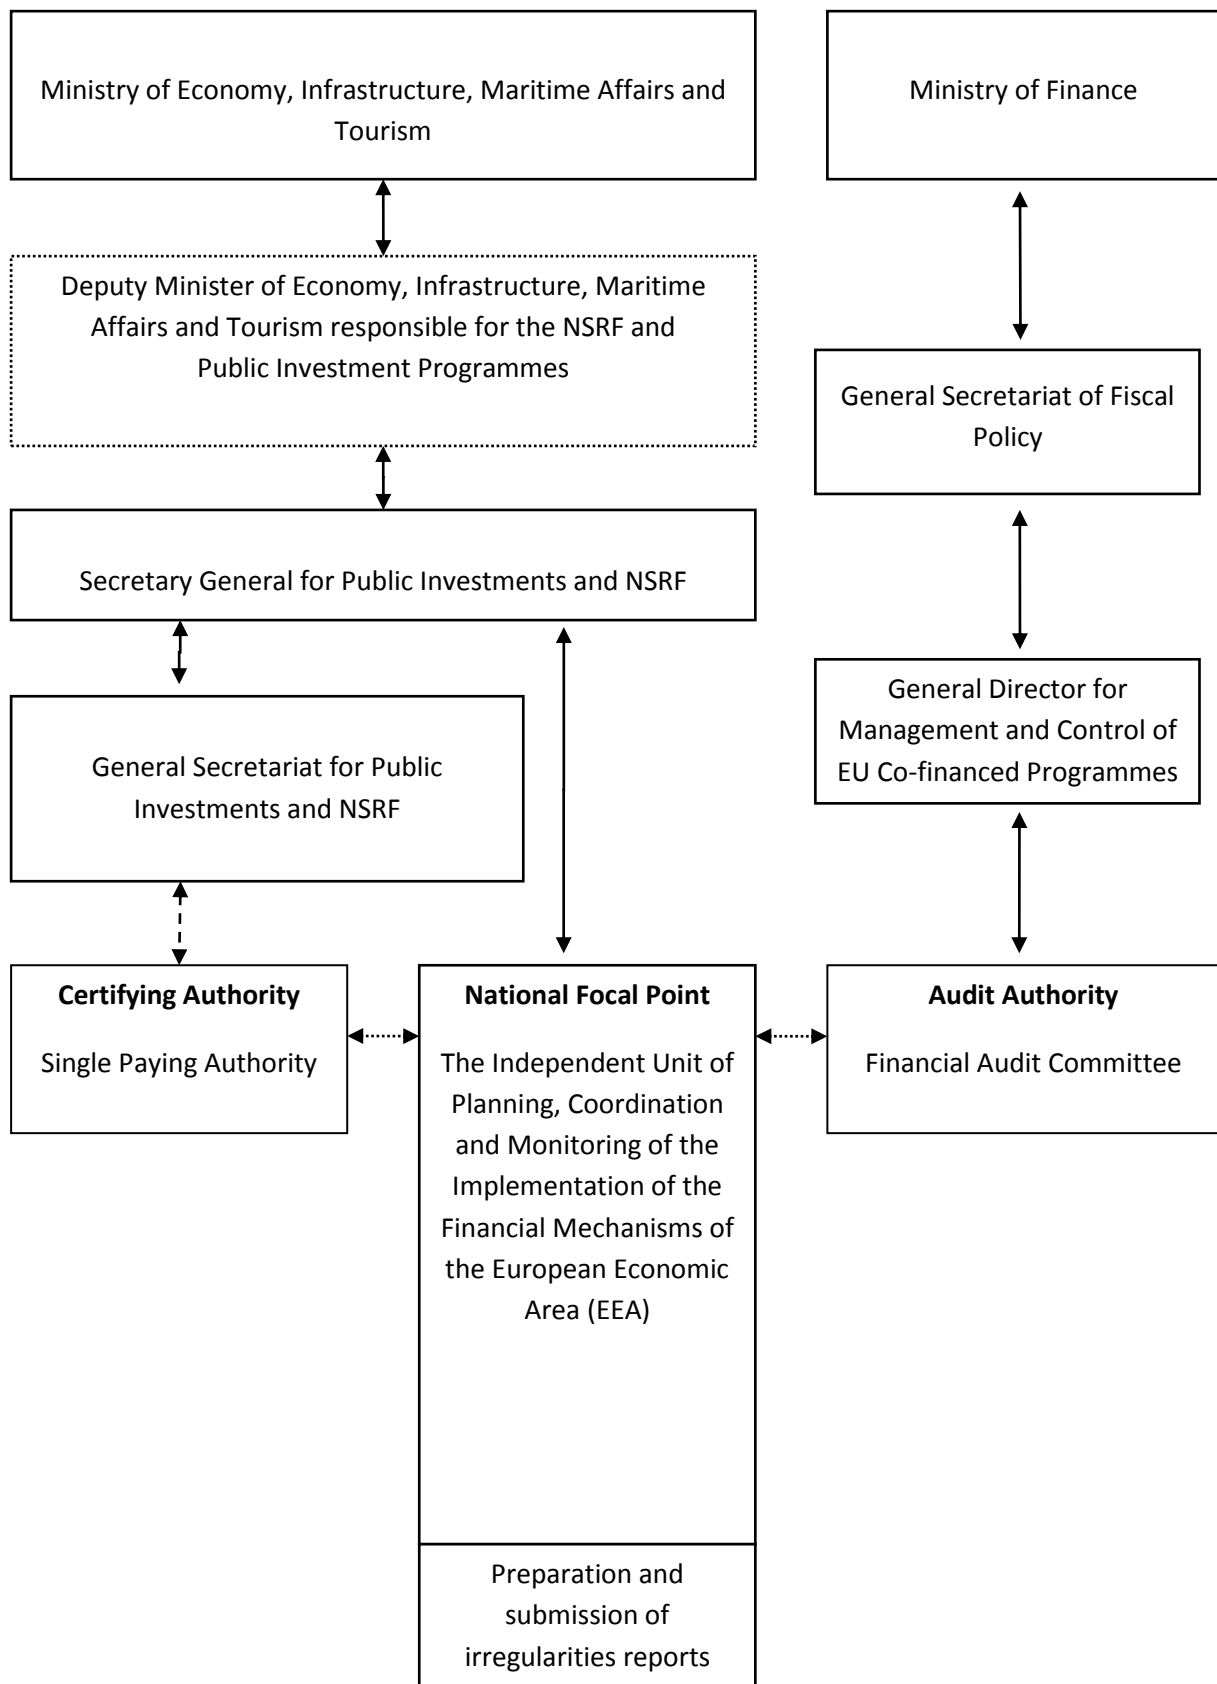 Ministry of Economy, Infrastructure, Maritime Affairs and
Tourism
Ministry of Finance
Deputy Minister of Economy, Infrastructure, Maritime
Affairs and Tourism responsible for the NSRF and
Public Investment Programmes
General Secretariat of Fiscal
Policy
Secretary General for Public Investments and NSRF
General Secretariat for Public
Investments and NSRF
General Director for
Management and Control of
EU Co-financed Programmes
Certifying Authority
Single Paying Authority
National Focal Point
The Independent Unit of
Planning, Coordination
and Monitoring of the
Implementation of the
Financial Mechanisms of
the European Economic
Area (EEA)
Audit Authority
Financial Audit Committee
Preparation and
submission of
irregularities reports